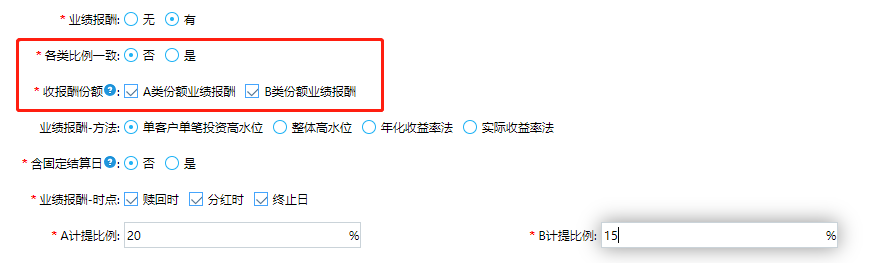 * 业绩报酬: 无 有
* 各类比例一致: 否 是
* 收报酬份额?: A类份额业绩报酬 B类份额业绩报酬
业绩报酬-方法: 单客户单笔投资高水位 整体高水位 年化收益率法 实际收益率法
* 含固定结算日?: 否 是
* 业绩报酬-时点: 赎回时 分红时 终止日
* A计提比例: 20 % * B计提比例: 15 %